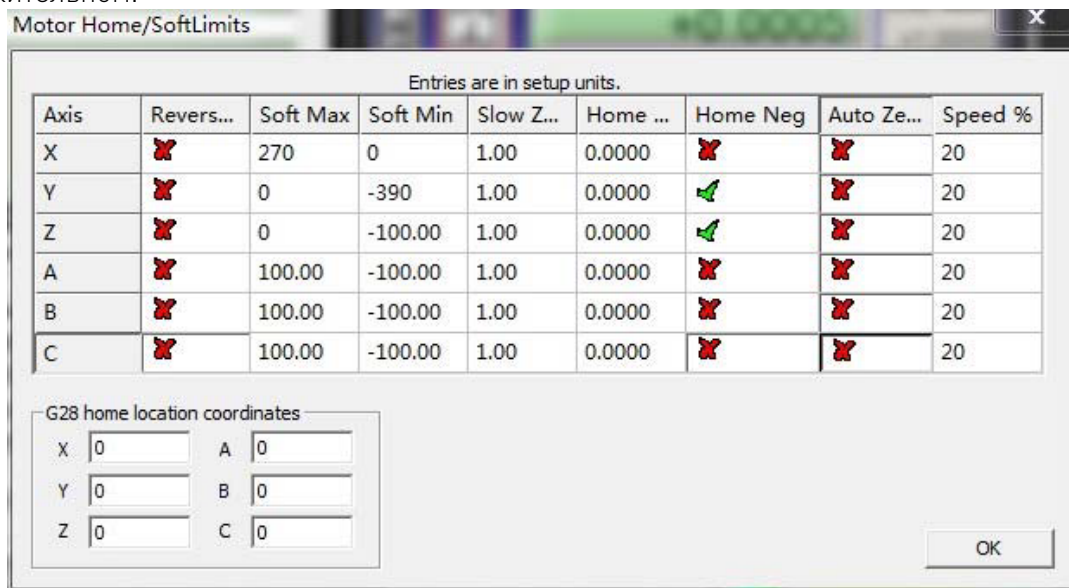 Motor Home/SoftLimits
X
Entries are in setup units.
Axis Revers... Soft Max Soft Min Slow Z... Home ... Home Neg Auto Ze... Speed %
X 270 0 1.00 0.0000 20
Y 0 -390 1.00 0.0000 20
Z 0 -100.00 1.00 0.0000 20
A 100.00 -100.00 1.00 0.0000 20
B 100.00 -100.00 1.00 0.0000 20
C 100.00 -100.00 1.00 0.0000 20
G28 home location coordinates
X 0 A 0
Y 0 B 0
Z 0 C 0
OK